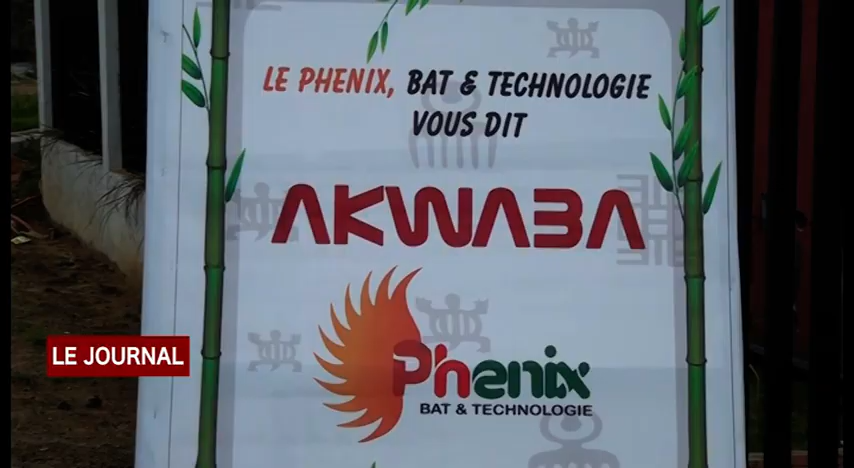 LE PHENIX, BAT & TECHNOLOGIE
VOUS DIT
AKWABA
Phenix
BAT & TECHNOLOGIE
LE JOURNAL